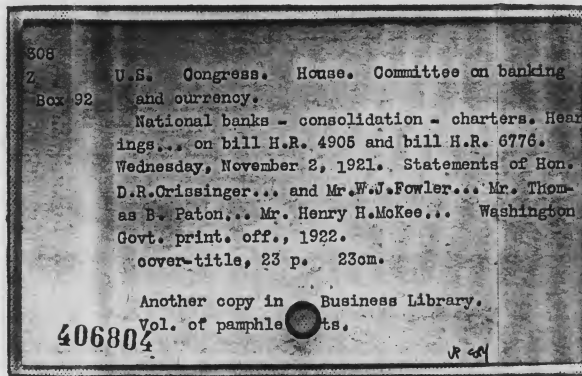 308
Z U.S. Congress. House. Committee on banking
Box 92 and currency.
National banks - consolidation - charters. Hear
ings... on bill H.R. 4905 and bill H.R. 6776.
Wednesday, November 2, 1921. Statements of Hon.
D.R.Crissinger... and Mr.W.J.Fowler... Mr. Thom-
as B. Paton... Mr. Henry H.McKee... Washington
Govt. print. off., 1922.
cover-title, 23 p. 23cm.
Another copy in Business Library.
Vol. of pamphle ts.
406804